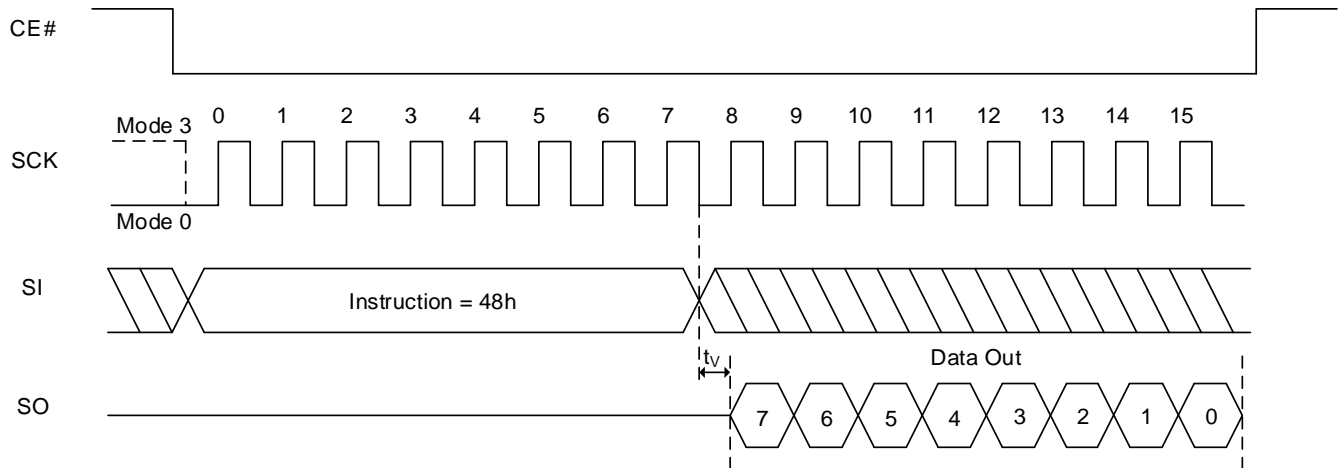 CE#
0 1 2 3 4 5 6 7 8 9 10 11 12 13 14 15
Mode 3
SCK
Mode 0
SI
Instruction = 48h
tV
Data Out
SO
7 6 5 4 3 2 1 0